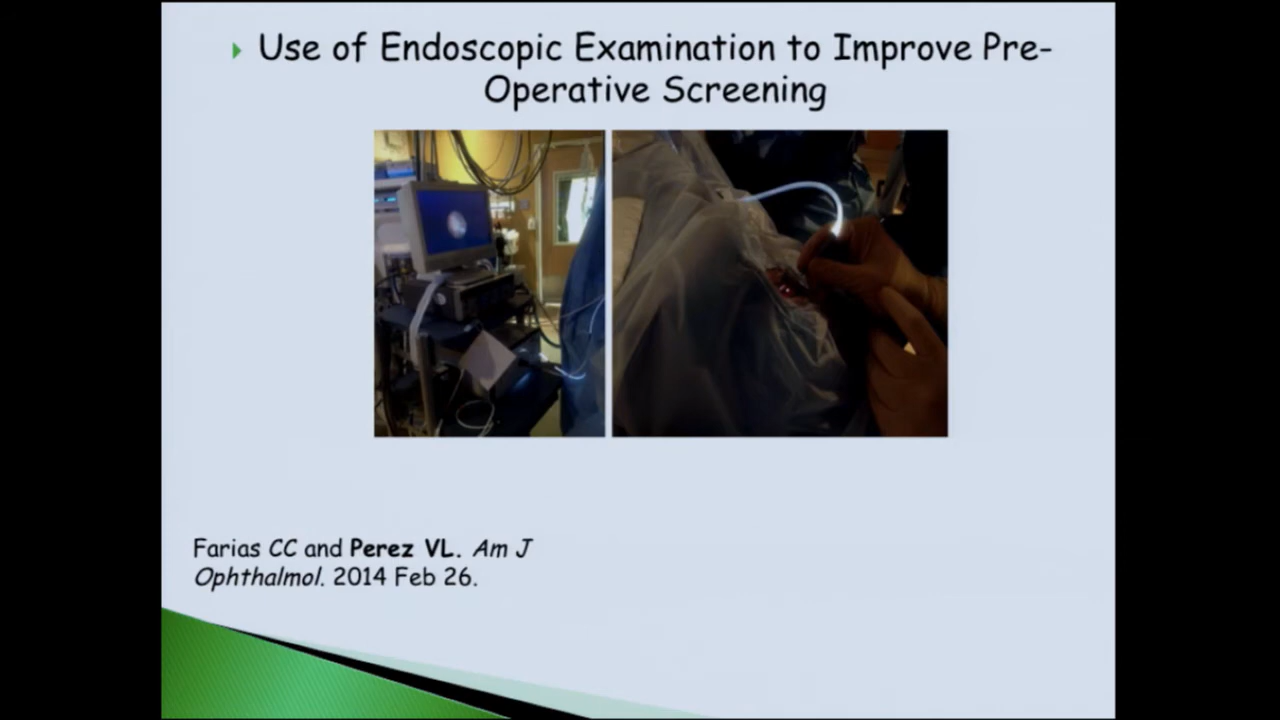 Use of Endoscopic Examination to Improve Pre-
Operative Screening
Farias CC and Perez VL. Am J
Ophthalmol. 2014 Feb 26.